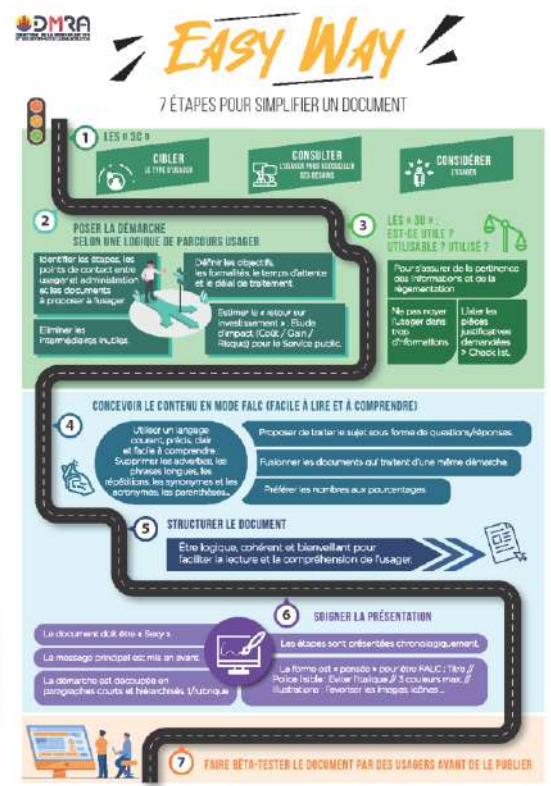 DMRA
EASY WAY
7 ÉTAPES POUR SIMPLIFIER UN DOCUMENT
1
LES « 3C »
CIBLER
LE TYPE D'USAGER
CONSULTER
L'USAGER POUR RECUEILLIR
SES BESOINS
CONSIDÉRER
L'USAGER
2
POSER LA DÉMARCHE
SELON UNE LOGIQUE DE PARCOURS USAGER
Identifier les étapes, les
points de contact entre
usager et administration
et les documents
à proposer à l'usager
Éliminer les
intermédiaires inutiles.
Définir les objectifs,
les formalités, le temps d'attente
et le délai de traitement.
Estimer le « retour sur
investissement » : Etude
d'impact (Coût / Gain /
Risque) pour le Service public.
3
LES « 3U » :
EST-CE UTILE ?
UTILISABLE ? UTILISÉ ?
Pour s'assurer de la pertinence
des informations et de la
règlementation
Ne pas noyer
l'usager dans
trop
d'informations
Lister les
pièces
justificatives
demandées
> Check list.
4
CONCEVOIR LE CONTENU EN MODE FALC (FACILE À LIRE ET À COMPRENDRE)
Utiliser un langage
courant, précis, clair
et facile à comprendre :
Supprimer les adverbes, les
phrases longues, les
répétitions, les synonymes et les
acronymes, les parenthèses...
Proposer de traiter le sujet sous forme de questions/réponses.
Fusionner les documents qui traitent d'une même démarche.
Préférer les nombres aux pourcentages.
5
STRUCTURER LE DOCUMENT
Être logique, cohérent et bienveillant pour
faciliter la lecture et la compréhension de l'usager.
6
SOIGNER LA PRÉSENTATION
Le document doit être « Sexy ».
Le message principal est mis en avant.
La démarche est découpée en
paragraphes courts et hiérarchisés. 1/rubrique
Les étapes sont présentées chronologiquement.
La forme est « pensée » pour être FALC : Titre //
Police lisible : Eviter l'italique // 3 couleurs max. //
Illustrations : Favoriser les images, icônes ...
7
FAIRE BÊTA-TESTER LE DOCUMENT PAR DES USAGERS AVANT DE LE PUBLIER